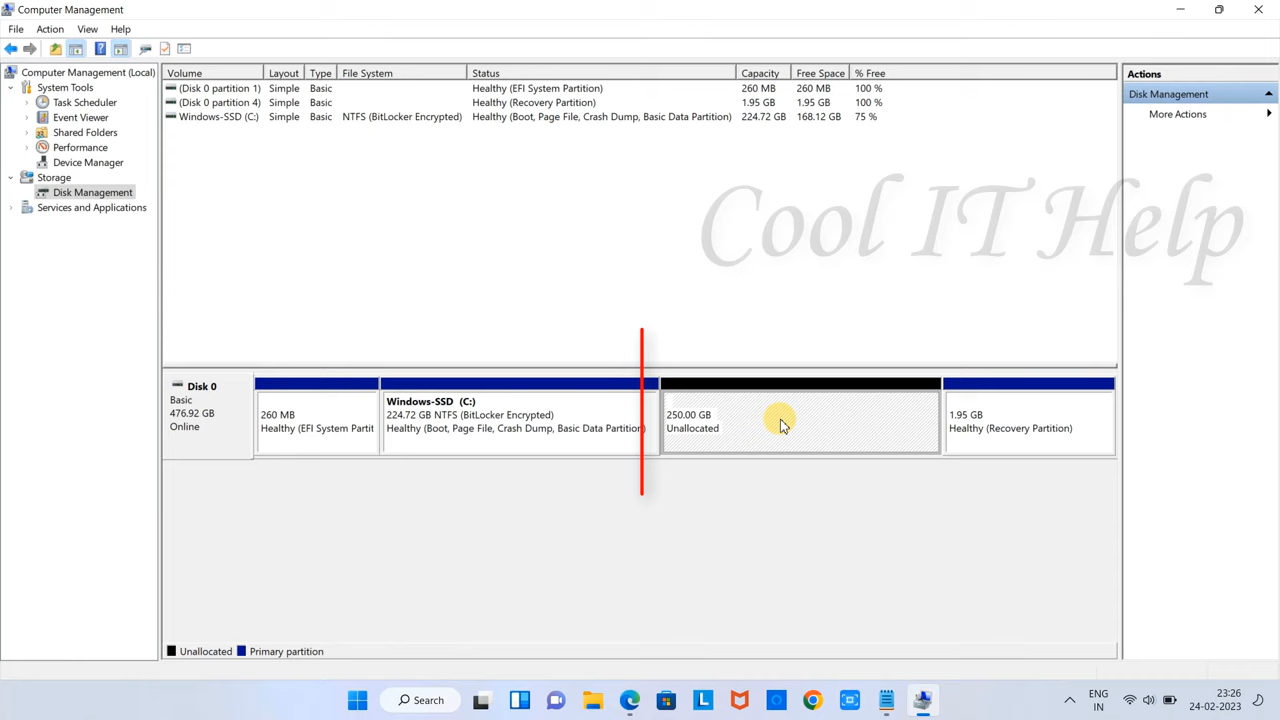 Computer Management
File Action View Help
Computer Management (Local)
System Tools
Task Scheduler
Event Viewer
Shared Folders
Performance
Device Manager
Storage
Disk Management
Services and Applications
Volume Layout Type File System Status Capacity Free Space % Free
(Disk 0 partition 1) Simple Basic Healthy (EFI System Partition) 260 MB 260 MB 100 %
(Disk 0 partition 4) Simple Basic Healthy (Recovery Partition) 1.95 GB 1.95 GB 100 %
Windows-SSD (C:) Simple Basic NTFS (BitLocker Encrypted) Healthy (Boot, Page File, Crash Dump, Basic Data Partition) 224.72 GB 168.12 GB 75 %
Cool IT Help
Actions
Disk Management
More Actions
Disk 0
Basic
476.92 GB
Online
260 MB
Healthy (EFI System Partit
Windows-SSD (C:)
224.72 GB NTFS (BitLocker Encrypted)
Healthy (Boot, Page File, Crash Dump, Basic Data Partition)
250.00 GB
Unallocated
1.95 GB
Healthy (Recovery Partition)
Unallocated Primary partition
Search
L
ENG
IN
23:26
24-02-2023